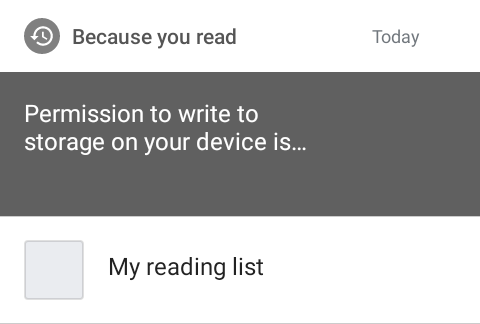 Because you read
Today
Permission to write to
storage on your device is...
My reading list